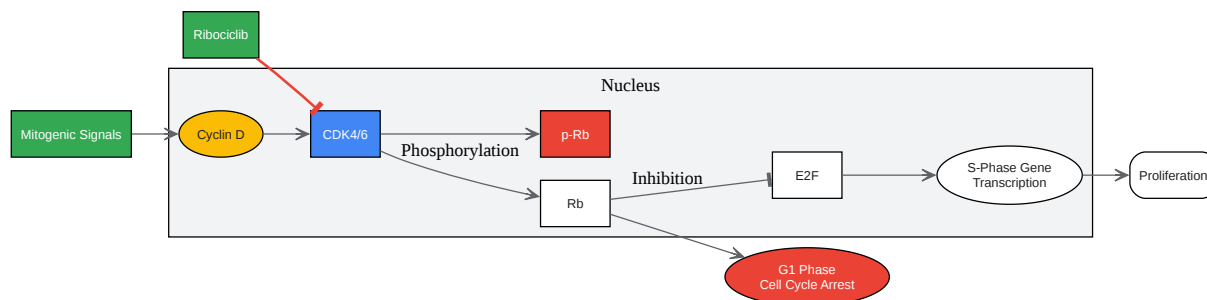 Ribociclib
Nucleus
Mitogenic Signals
Cyclin D
CDK4/6
p-Rb
Phosphorylation
Rb
Inhibition
E2F
S-Phase Gene
Transcription
Proliferation
G1 Phase
Cell Cycle Arrest